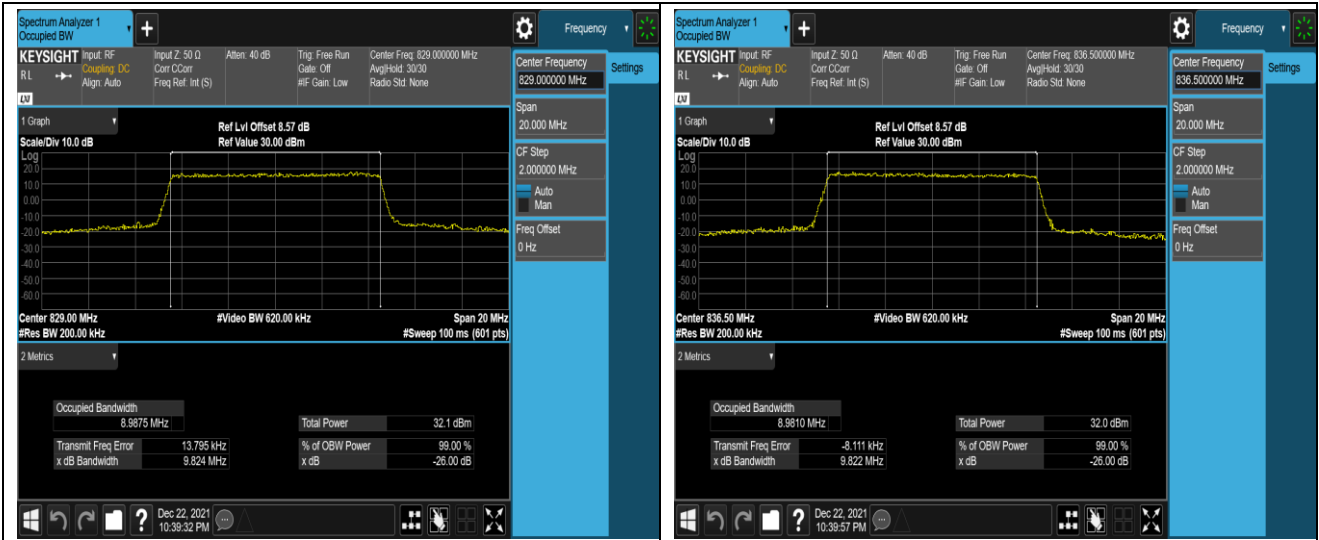 Spectrum Analyzer 1
Occupied BW
Frequency
KEYSIGHT
Input: RF
Coupling: DC
Align: Auto
Input Z: 50 Ω
Corr CCorr
Freq Ref: Int (S)
Atten: 40 dB
Trig: Free Run
Gate: Off
#IF Gain: Low
Center Freq: 829.000000 MHz
Avg|Hold: 30/30
Radio Std: None
RL
LXI
Center Frequency
829.000000 MHz
Settings
Span
20.000 MHz
CF Step
2.000000 MHz
Auto
Man
Freq Offset
0 Hz
1 Graph
Scale/Div 10.0 dB
Ref Lvl Offset 8.57 dB
Ref Value 30.00 dBm
Log
20.0
10.0
0.00
-10.0
-20.0
-30.0
-40.0
-50.0
-60.0
Center 829.00 MHz
#Video BW 620.00 kHz
Span 20 MHz
#Res BW 200.00 kHz
#Sweep 100 ms (601 pts)
2 Metrics
Occupied Bandwidth
8.9875 MHz
Total Power 32.1 dBm
Transmit Freq Error 13.795 kHz
% of OBW Power 99.00 %
x dB Bandwidth 9.824 MHz
x dB -26.00 dB
?
Dec 22, 2021
10:39:32 PM
Spectrum Analyzer 1
Occupied BW
Frequency
KEYSIGHT
Input: RF
Coupling: DC
Align: Auto
Input Z: 50 Ω
Corr CCorr
Freq Ref: Int (S)
Atten: 40 dB
Trig: Free Run
Gate: Off
#IF Gain: Low
Center Freq: 836.500000 MHz
Avg|Hold: 30/30
Radio Std: None
RL
LXI
Center Frequency
836.500000 MHz
Settings
Span
20.000 MHz
CF Step
2.000000 MHz
Auto
Man
Freq Offset
0 Hz
1 Graph
Scale/Div 10.0 dB
Ref Lvl Offset 8.57 dB
Ref Value 30.00 dBm
Log
20.0
10.0
0.00
-10.0
-20.0
-30.0
-40.0
-50.0
-60.0
Center 836.50 MHz
#Video BW 620.00 kHz
Span 20 MHz
#Res BW 200.00 kHz
#Sweep 100 ms (601 pts)
2 Metrics
Occupied Bandwidth
8.9810 MHz
Total Power 32.0 dBm
Transmit Freq Error -8.111 kHz
% of OBW Power 99.00 %
x dB Bandwidth 9.822 MHz
x dB -26.00 dB
?
Dec 22, 2021
10:39:57 PM